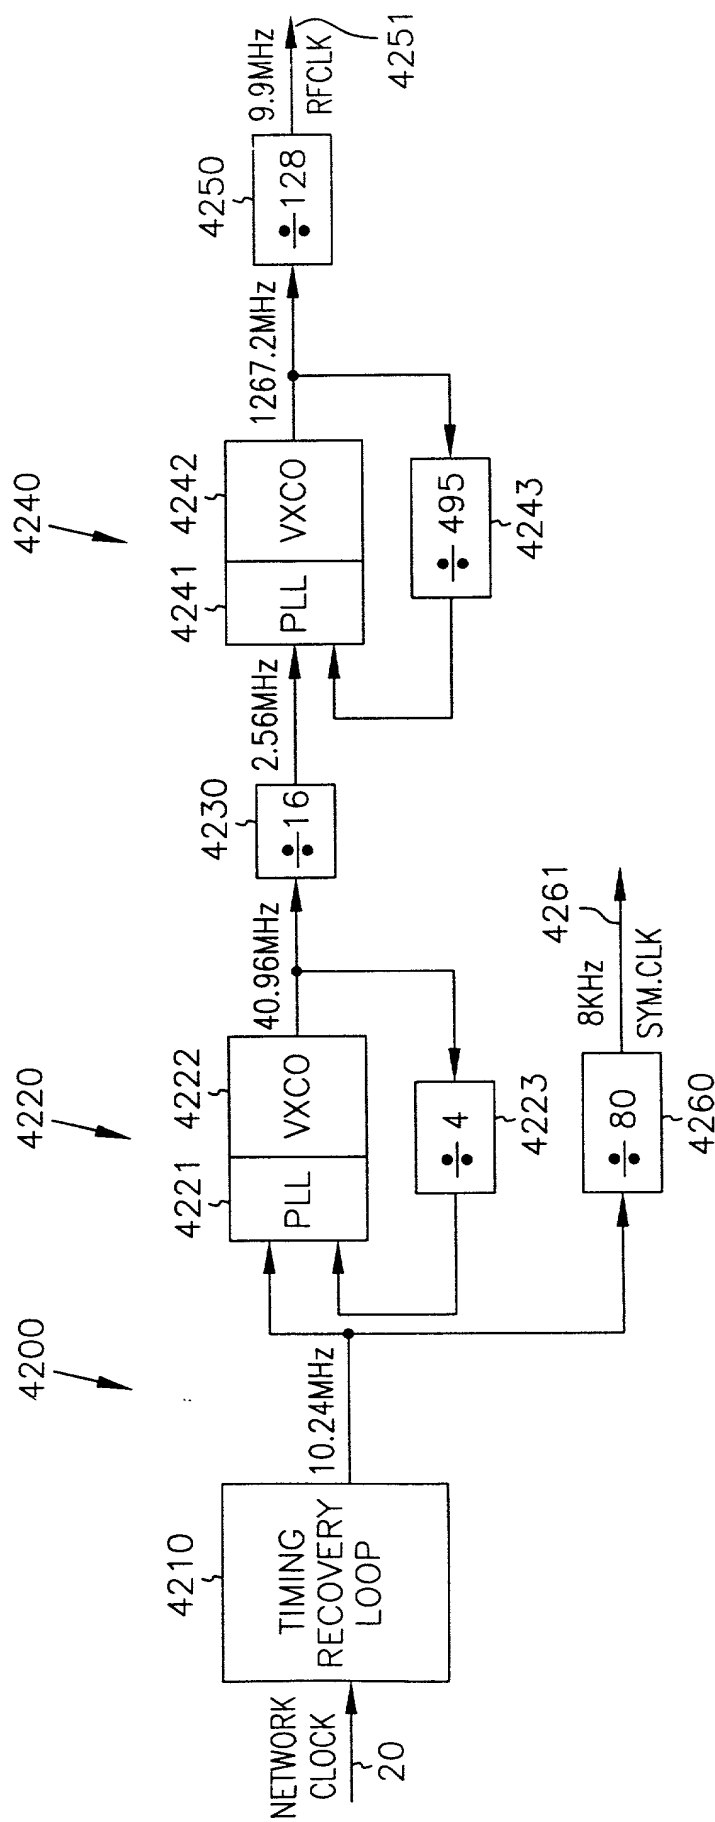 4200
4220
4240
NETWORK
CLOCK
20
4210
TIMING
RECOVERY
LOOP
10.24MHz
4221
4222
PLL
VXCO
÷ 4
4223
40.96MHz
4230
÷16
2.56MHz
4241
4242
PLL
VXCO
÷ 495
4243
1267.2MHz
4250
÷128
9.9MHz
RFCLK
4251
÷ 80
4260
8KHz
SYM.CLK
4261